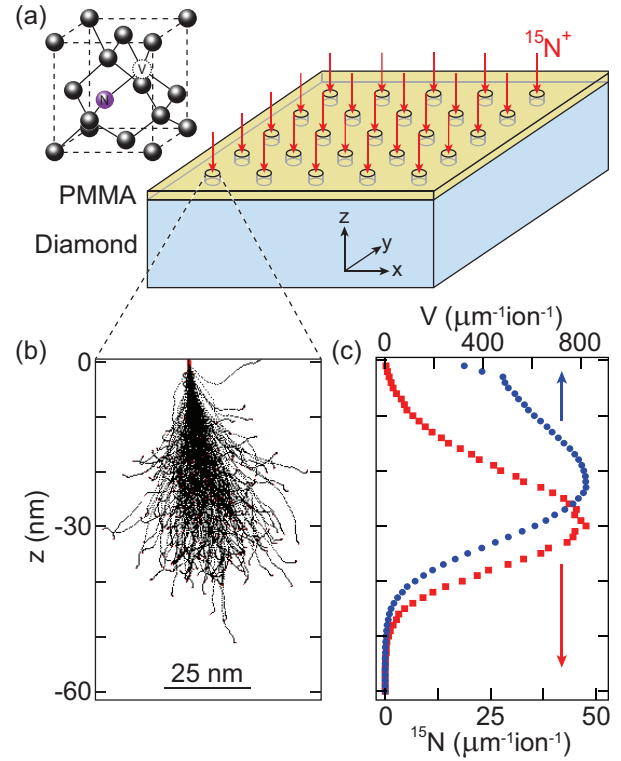 (a)
V
N
¹⁵N⁺
PMMA
Diamond
z
y
x
(b)
(c)
V (μm⁻¹ion⁻¹)
0 400 800
0
-30
-60
z (nm)
25 nm
0 25 50
¹⁵N (μm⁻¹ion⁻¹)